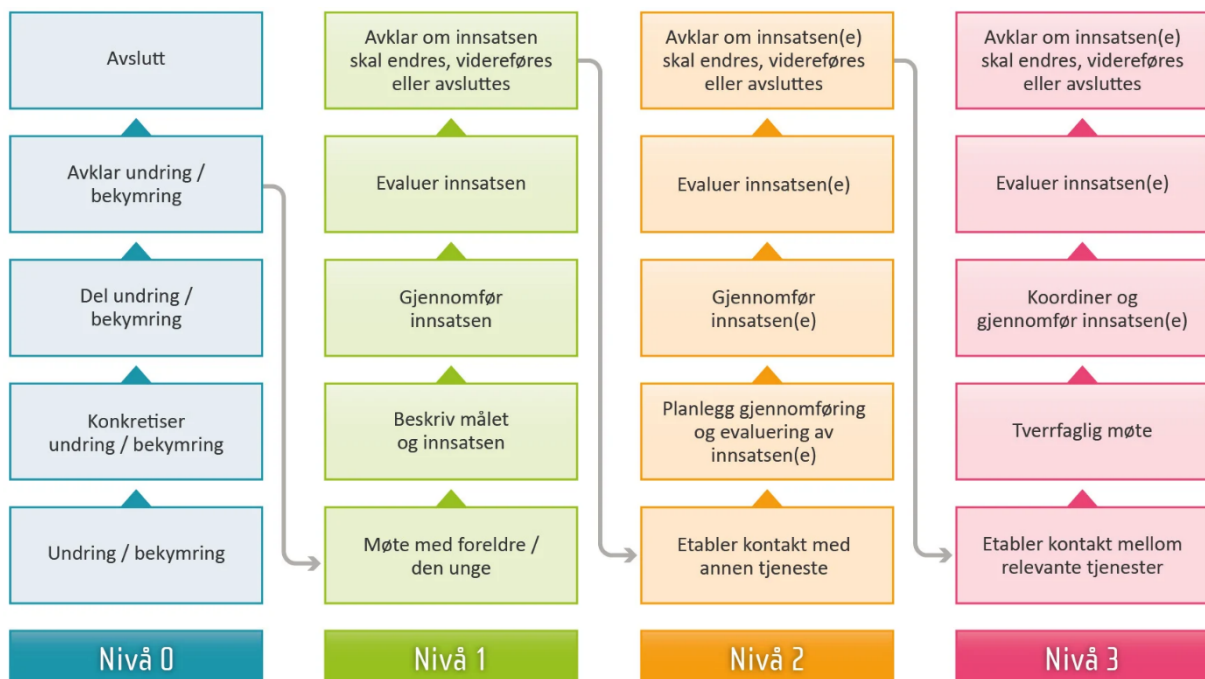 Avslutt
Avklar undring /
bekymring
Del undring /
bekymring
Konkretiser
undring / bekymring
Undring / bekymring
Nivå 0
Avklar om innsatsen
skal endres, videreføres
eller avsluttes
Evaluer innsatsen
Gjennomfør
innsatsen
Beskriv målet
og innsatsen
Møte med foreldre /
den unge
Nivå 1
Avklar om innsatsen(e)
skal endres, videreføres
eller avsluttes
Evaluer innsatsen(e)
Gjennomfør
innsatsen(e)
Planlegg gjennomføring
og evaluering av
innsatsen(e)
Etabler kontakt med
annen tjeneste
Nivå 2
Avklar om innsatsen(e)
skal endres, videreføres
eller avsluttes
Evaluer innsatsen(e)
Koordiner og
gjennomfør innsatsen(e)
Tverrfaglig møte
Etabler kontakt mellom
relevante tjenester
Nivå 3